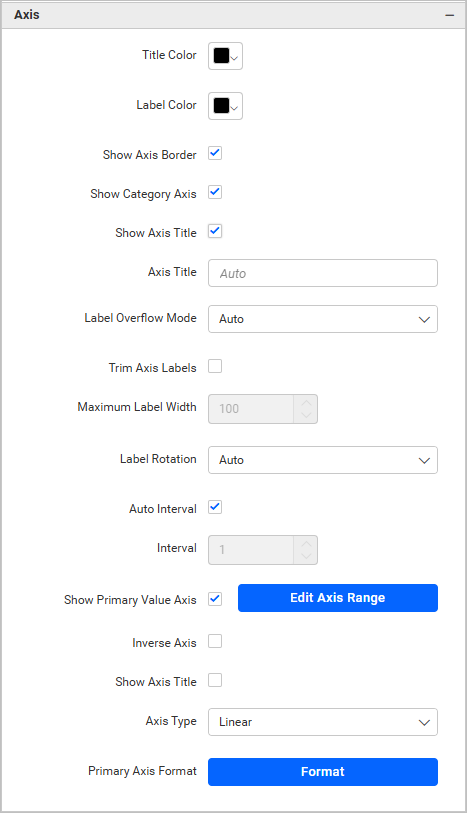 Axis
Title Color
Label Color
Show Axis Border
Show Category Axis
Show Axis Title
Axis Title Auto
Label Overflow Mode Auto
Trim Axis Labels
Maximum Label Width 100
Label Rotation Auto
Auto Interval
Interval 1
Show Primary Value Axis Edit Axis Range
Inverse Axis
Show Axis Title
Axis Type Linear
Primary Axis Format Format